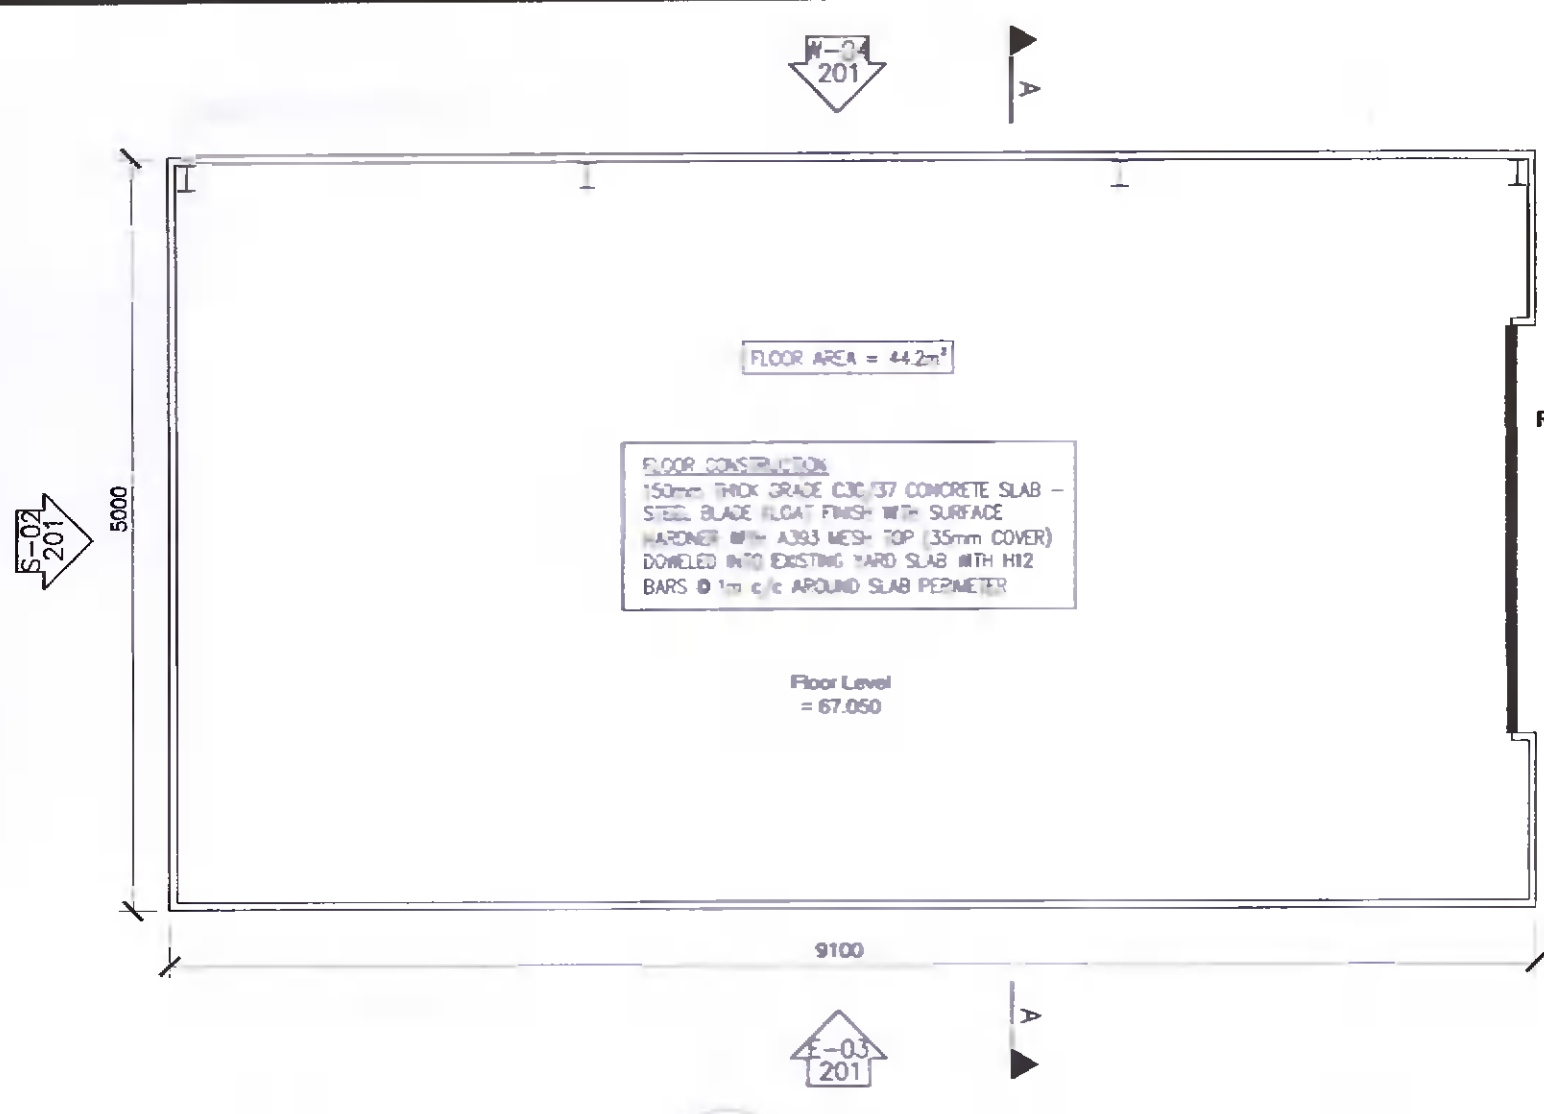 W-04
201
A
FLOOR AREA = 44.2m²
R
FLOOR CONSTRUCTION
150mm THICK GRADE C30/37 CONCRETE SLAB –
STEEL BLADE FLOAT FINISH WITH SURFACE
HARDNER WITH A393 MESH TOP (35mm COVER)
DOWELED INTO EXISTING YARD SLAB WITH H12
BARS @ 1m c/c AROUND SLAB PERIMETER
5000
S-02
201
Floor Level
= 67.050
9100
A
E-03
201